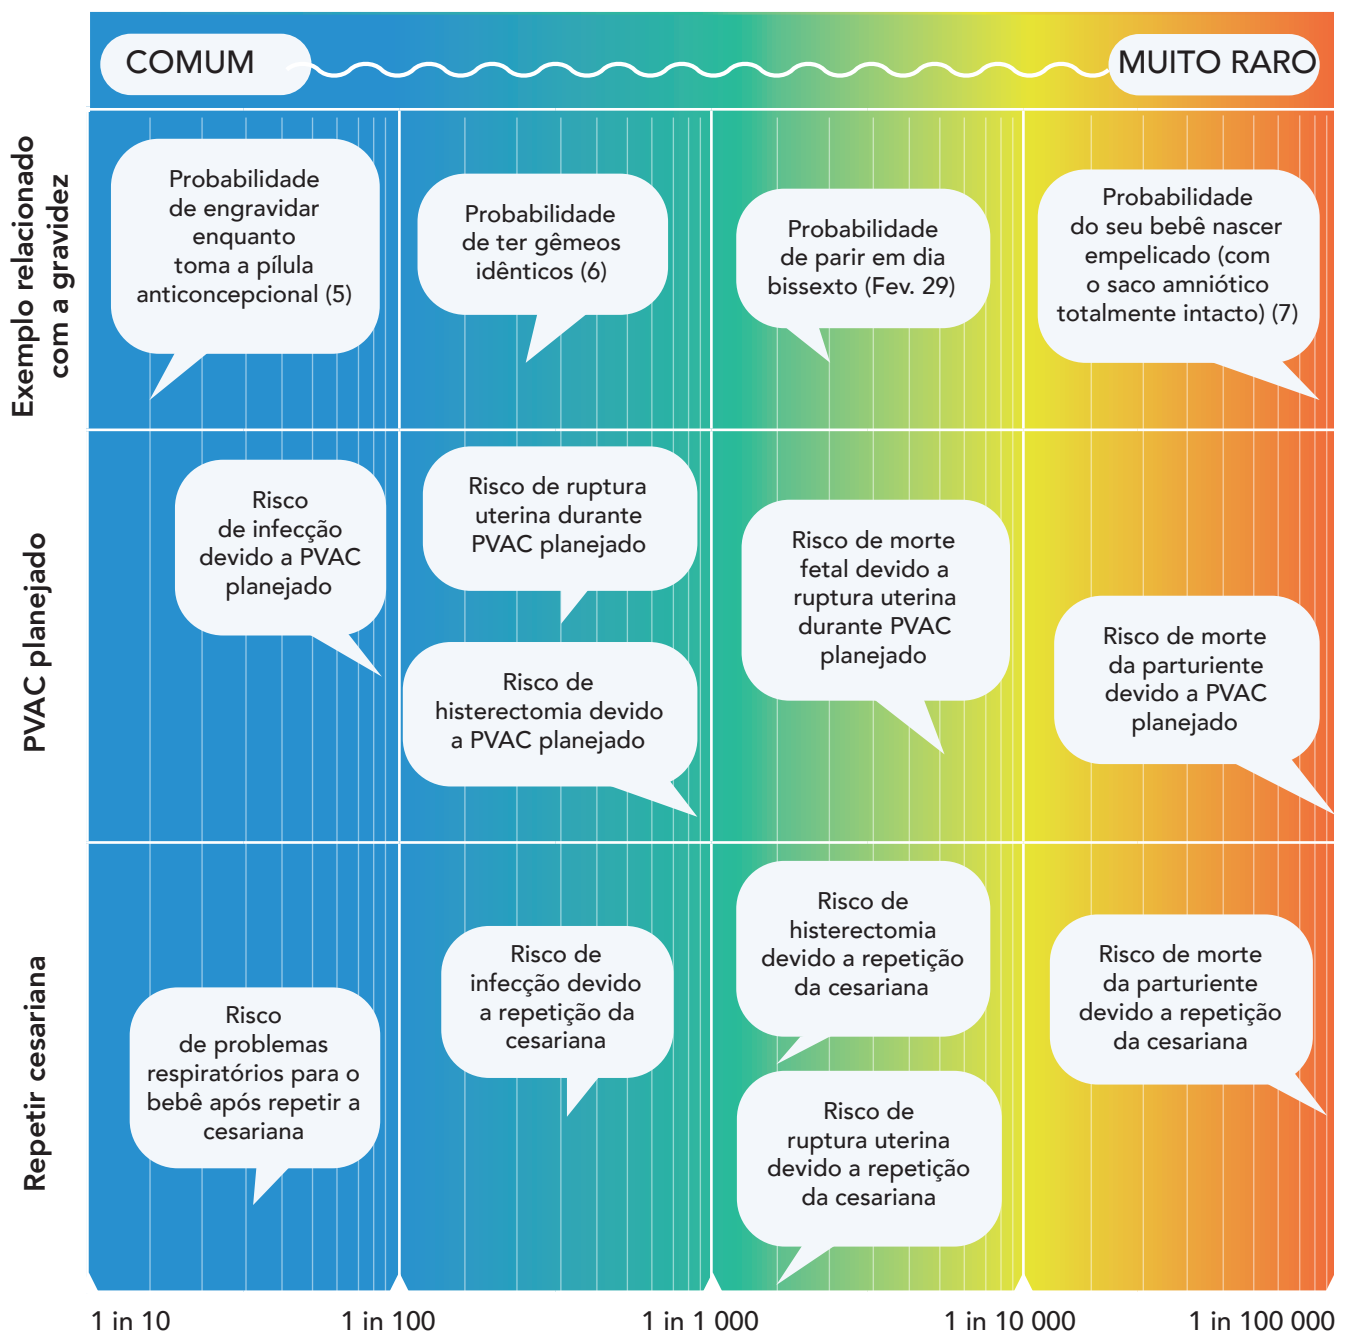 COMUM
MUITO RARO
Exemplo relacionado
com a gravidez
Probabilidade
de engravidar
enquanto
toma a pílula
anticoncepcional (5)
Probabilidade
de ter gêmeos
idênticos (6)
Probabilidade
de parir em dia
bissexto (Fev. 29)
Probabilidade
do seu bebê nascer
empelicado (com
o saco amniótico
totalmente intacto) (7)
PVAC planejado
Risco
de infecção
devido a PVAC
planejado
Risco de ruptura
uterina durante
PVAC planejado
Risco de
histerectomia devido
a PVAC planejado
Risco de morte
fetal devido a
ruptura uterina
durante PVAC
planejado
Risco de morte
da parturiente
devido a PVAC
planejado
Repetir cesariana
Risco
de problemas
respiratórios para o
bebê após repetir a
cesariana
Risco de
infecção devido
a repetição da
cesariana
Risco de
histerectomia
devido a repetição
da cesariana
Risco de
ruptura uterina
devido a repetição
da cesariana
Risco de morte
da parturiente
devido a repetição
da cesariana
1 in 10
1 in 100
1 in 1 000
1 in 10 000
1 in 100 000